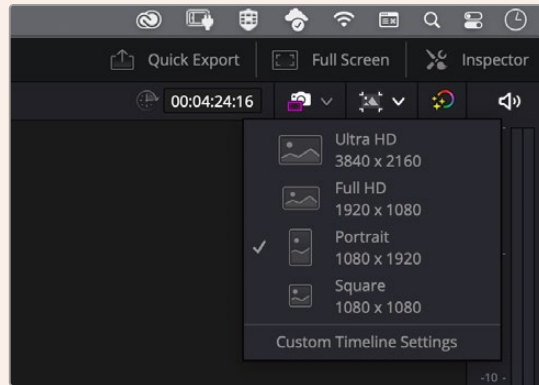 Quick Export
Full Screen
Inspector
00:04:24:16
Ultra HD
3840 x 2160
Full HD
1920 x 1080
Portrait
1080 x 1920
Square
1080 x 1080
Custom Timeline Settings
-10